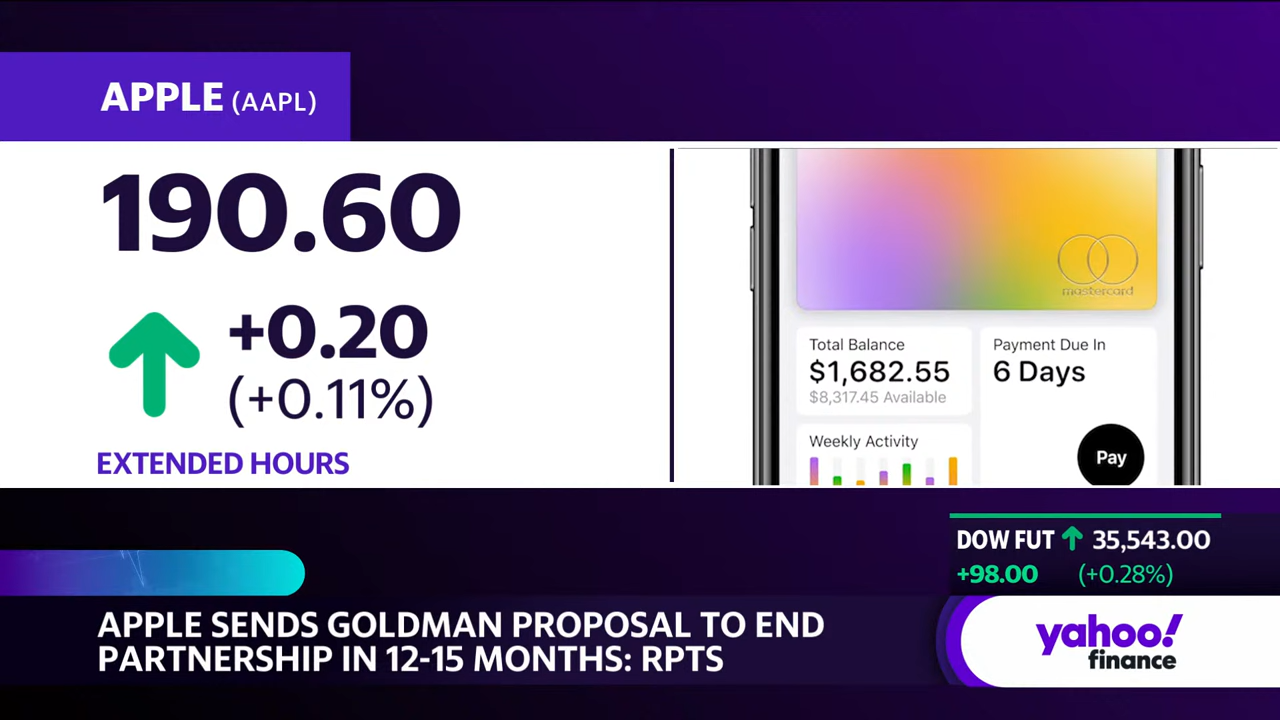 APPLE (AAPL)
190.60
+0.20
(+0.11%)
EXTENDED HOURS
mastercard
Total Balance
$1,682.55
$8,317.45 Available
Payment Due In
6 Days
Weekly Activity
Pay
DOW FUT 35,543.00
+98.00 (+0.28%)
APPLE SENDS GOLDMAN PROPOSAL TO END
PARTNERSHIP IN 12-15 MONTHS: RPTS
yahoo!
finance